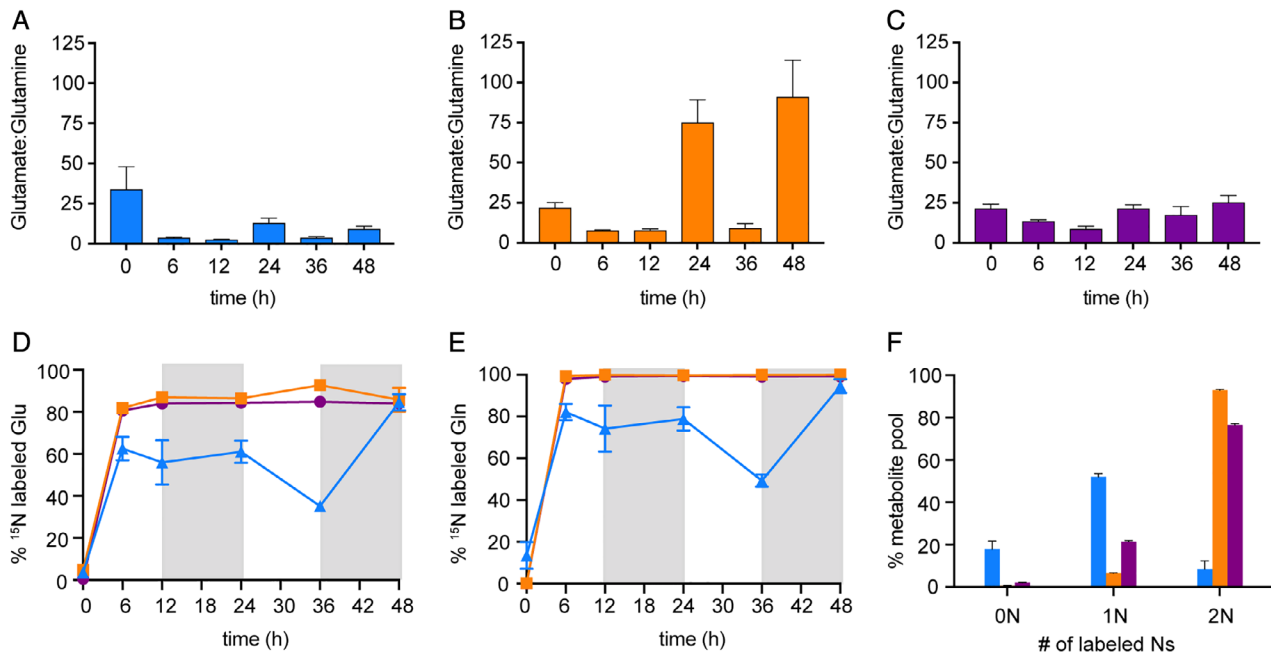 A
Glutamate:Glutamine
125
100
75
50
25
0
0 6 12 24 36 48
time (h)
B
Glutamate:Glutamine
125
100
75
50
25
0
0 6 12 24 36 48
time (h)
C
Glutamate:Glutamine
125
100
75
50
25
0
0 6 12 24 36 48
time (h)
D
% ¹⁵N labeled Glu
100
80
60
40
20
0
0 6 12 18 24 30 36 42 48
time (h)
E
% ¹⁵N labeled Gln
100
80
60
40
20
0
0 6 12 18 24 30 36 42 48
time (h)
F
% metabolite pool
100
80
60
40
20
0
0N 1N 2N
# of labeled Ns